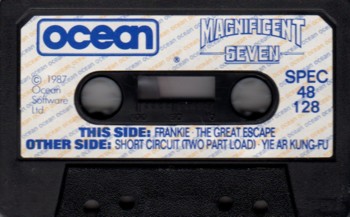 ocean
MAGNIFICENT
SEVEN
© 1987
Ocean
Software
Ltd.
SPEC
48
128
THIS SIDE: FRANKIE · THE GREAT ESCAPE
OTHER SIDE: SHORT CIRCUIT (TWO PART LOAD) · YIE AR KUNG-FU